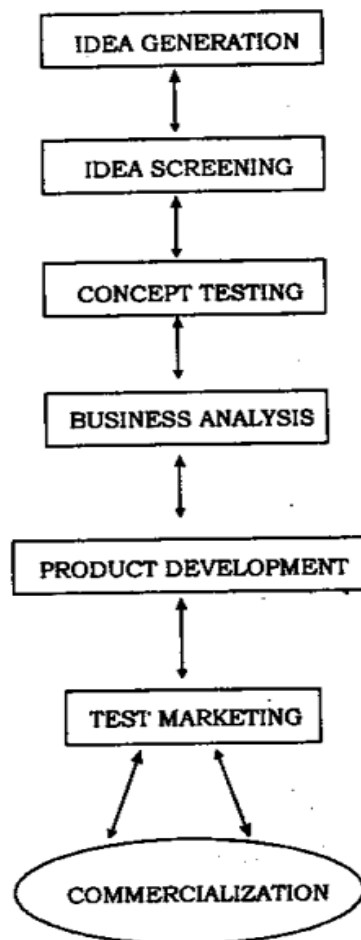 IDEA GENERATION
IDEA SCREENING
CONCEPT TESTING
BUSINESS ANALYSIS
PRODUCT DEVELOPMENT
TEST MARKETING
COMMERCIALIZATION